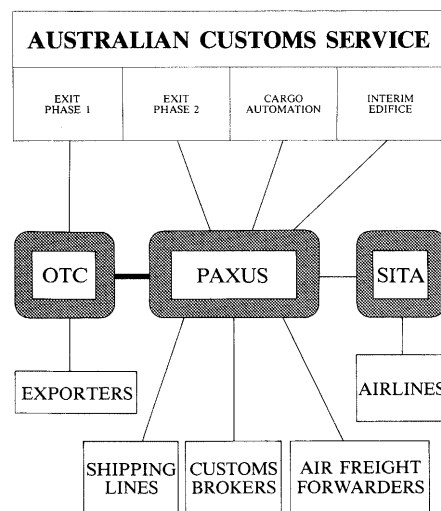 AUSTRALIAN CUSTOMS SERVICE
EXIT
PHASE 1
EXIT
PHASE 2
CARGO
AUTOMATION
INTERIM
EDIFICE
OTC
PAXUS
SITA
EXPORTERS
AIRLINES
SHIPPING
LINES
CUSTOMS
BROKERS
AIR FREIGHT
FORWARDERS